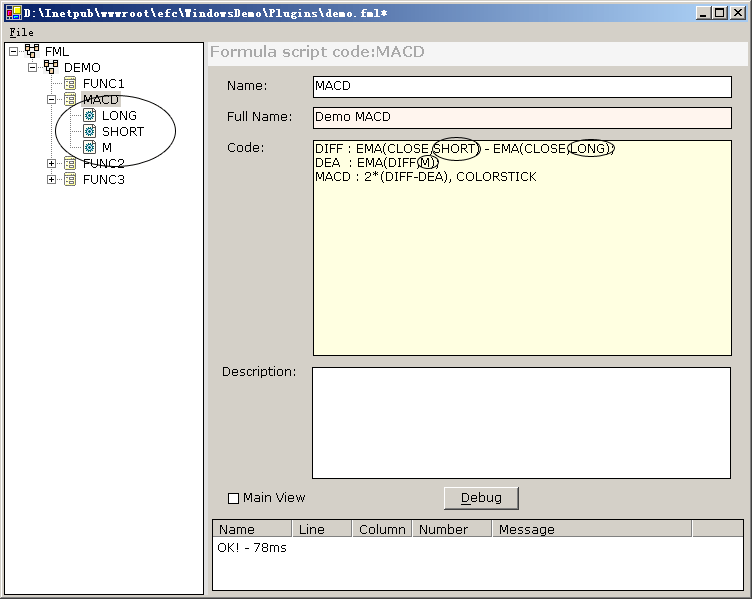 D:\Inetpub\wwwroot\efc\WindowsDemo\Plugins\demo.fml*
File
FML
DEMO
FUNC1
MACD
LONG
SHORT
M
FUNC2
FUNC3
Formula script code:MACD
Name:
MACD
Full Name:
Demo MACD
Code:
DIFF : EMA(CLOSE,SHORT) - EMA(CLOSE,LONG);
DEA : EMA(DIFF,M);
MACD : 2*(DIFF-DEA), COLORSTICK
Description:
Main View
Debug
Name Line Column Number Message
OK! - 78ms